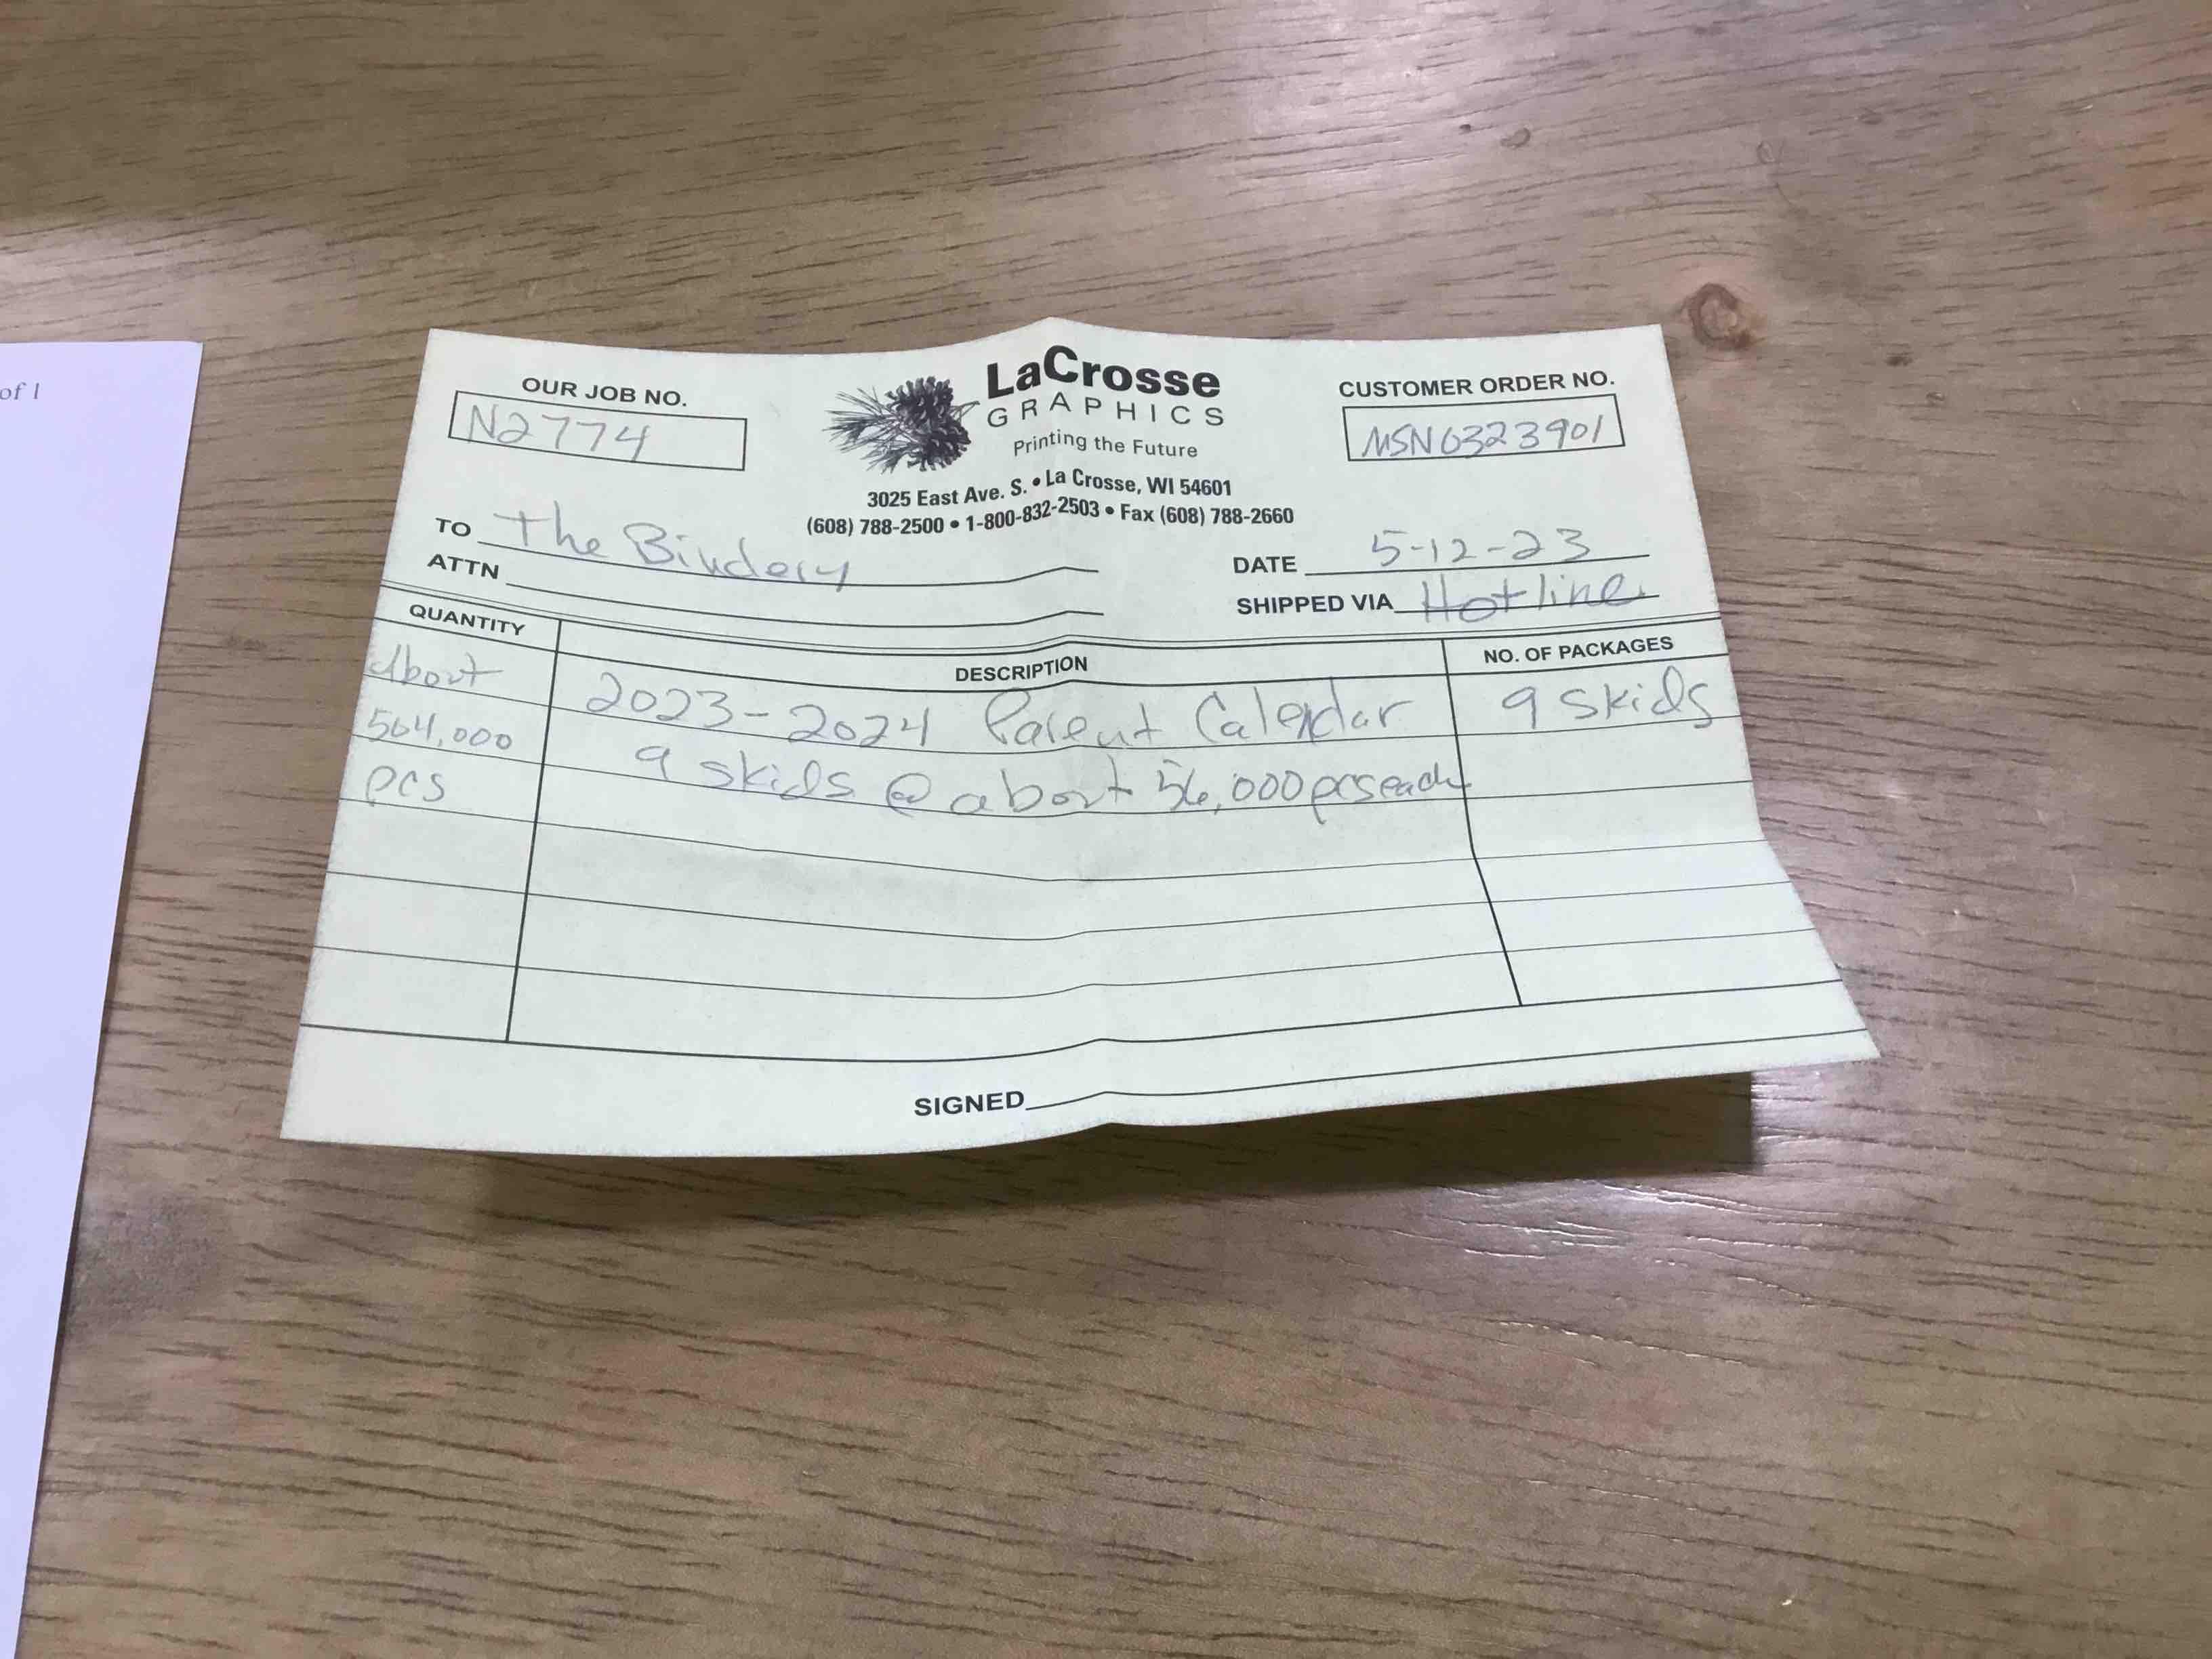 of 1
OUR JOB NO.
N2774
LaCrosse
GRAPHICS
Printing the Future
3025 East Ave. S. • La Crosse, WI 54601
(608) 788-2500 • 1-800-832-2503 • Fax (608) 788-2660
CUSTOMER ORDER NO.
MSN0323901
TO The Bindery
ATTN
DATE 5-12-23
SHIPPED VIA Hotline
QUANTITY DESCRIPTION NO. OF PACKAGES
About 2023-2024 Parent Calendar 9 skids
504,000 9 skids @ about 56,000 pcs each
pcs
SIGNED